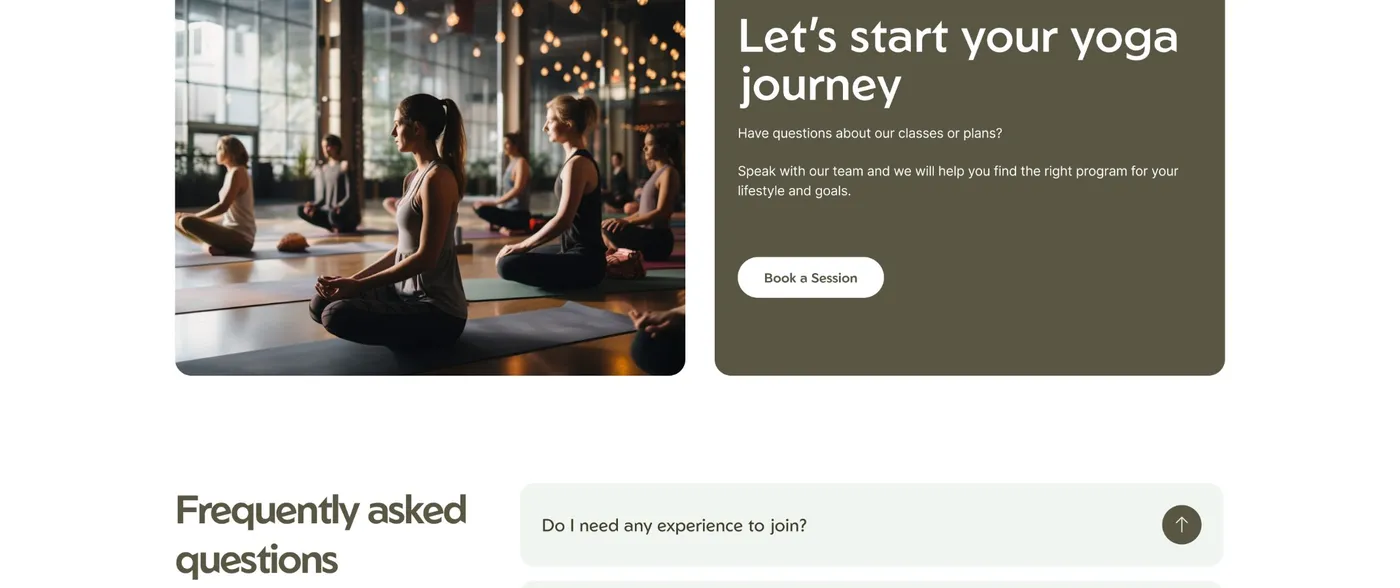 Let's start your yoga
journey
Have questions about our classes or plans?
Speak with our team and we will help you find the right program for your
lifestyle and goals.
Book a Session
Frequently asked
questions
Do I need any experience to join?